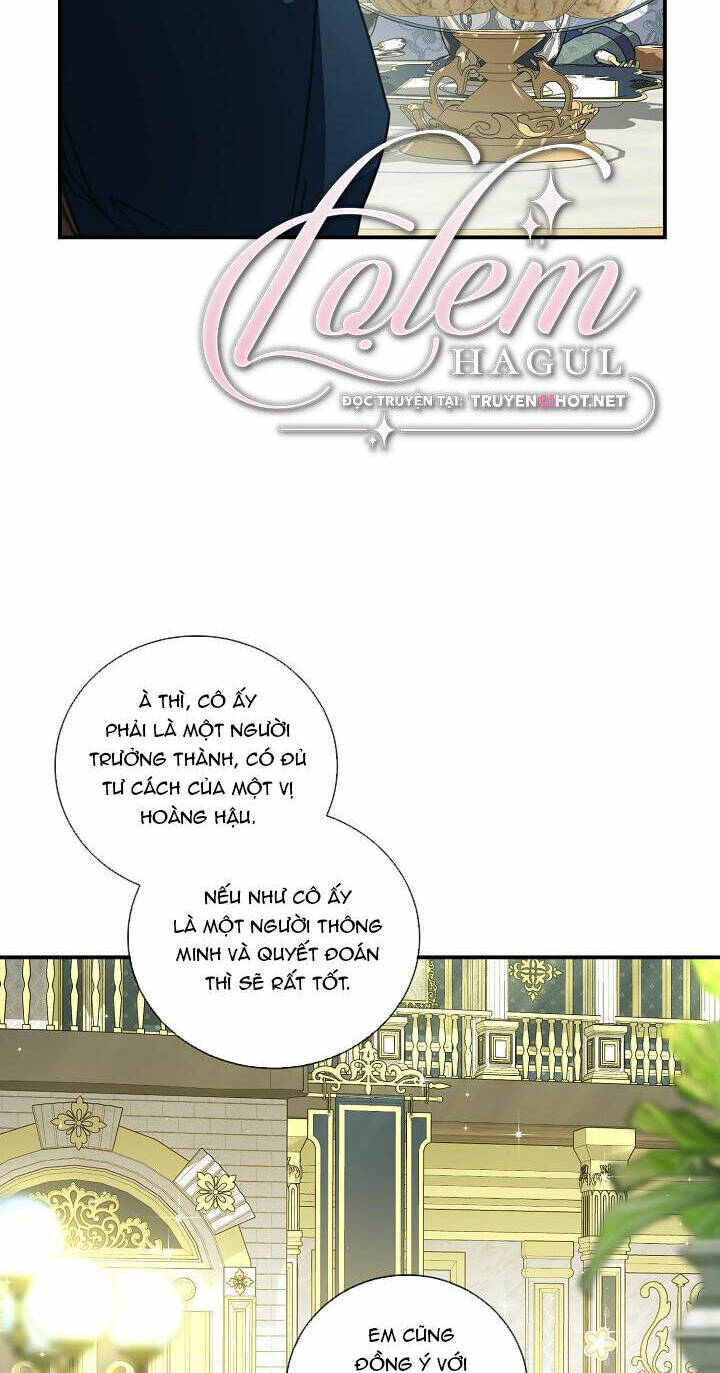 Lọlem
HAGUL
ĐỌC TRUYỆN TẠI: TRUYENGIHOT.NET
À THÌ, CÔ ẤY
PHẢI LÀ MỘT NGƯỜI
TRƯỞNG THÀNH, CÓ ĐỦ
TƯ CÁCH CỦA MỘT VỊ
HOÀNG HẬU.
NẾU NHƯ CÔ ẤY
LÀ MỘT NGƯỜI THÔNG
MINH VÀ QUYẾT ĐOÁN
THÌ SẼ RẤT TỐT.
EM CŨNG
ĐỒNG Ý VỚI